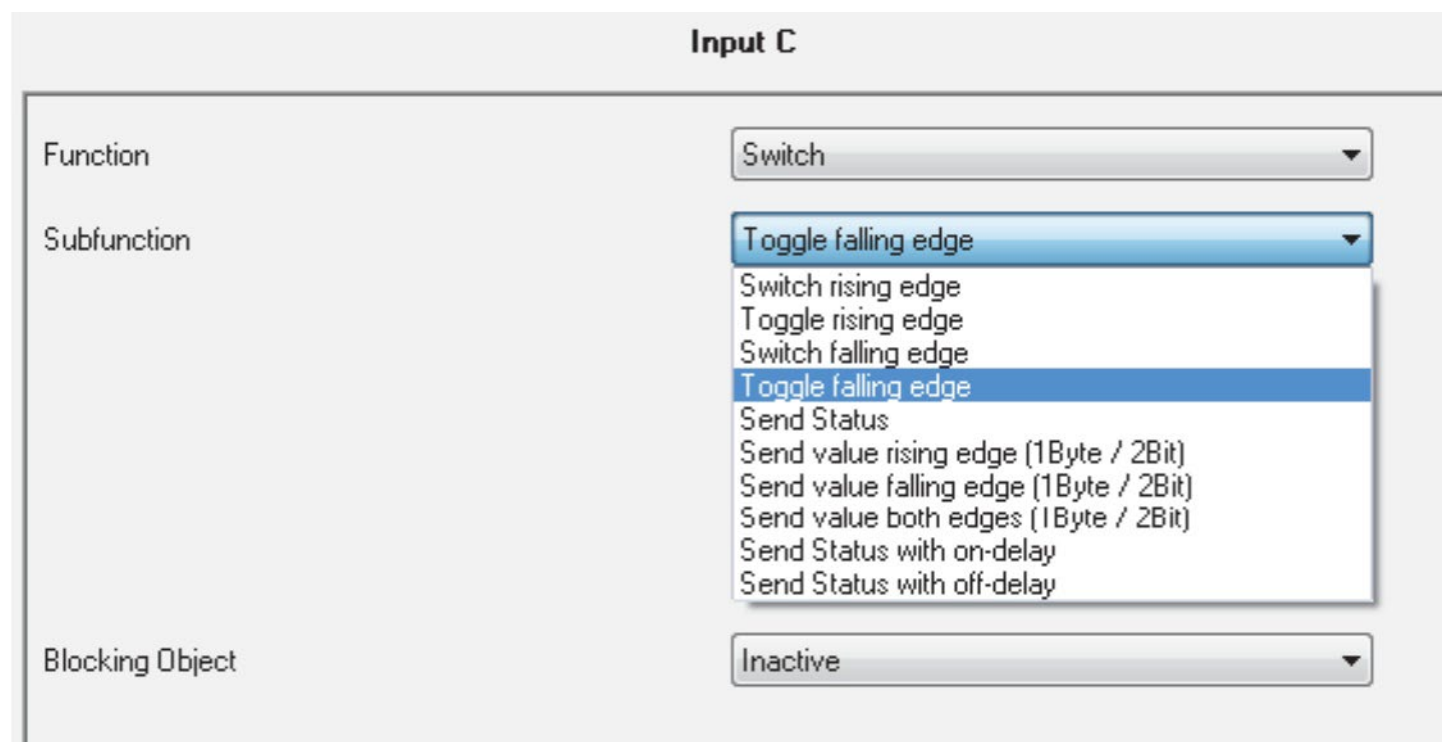 Input C
Function
Switch
Subfunction
Toggle falling edge
Switch rising edge
Toggle rising edge
Switch falling edge
Toggle falling edge
Send Status
Send value rising edge (1Byte / 2Bit)
Send value falling edge (1Byte / 2Bit)
Send value both edges (1Byte / 2Bit)
Send Status with on-delay
Send Status with off-delay
Blocking Object
Inactive